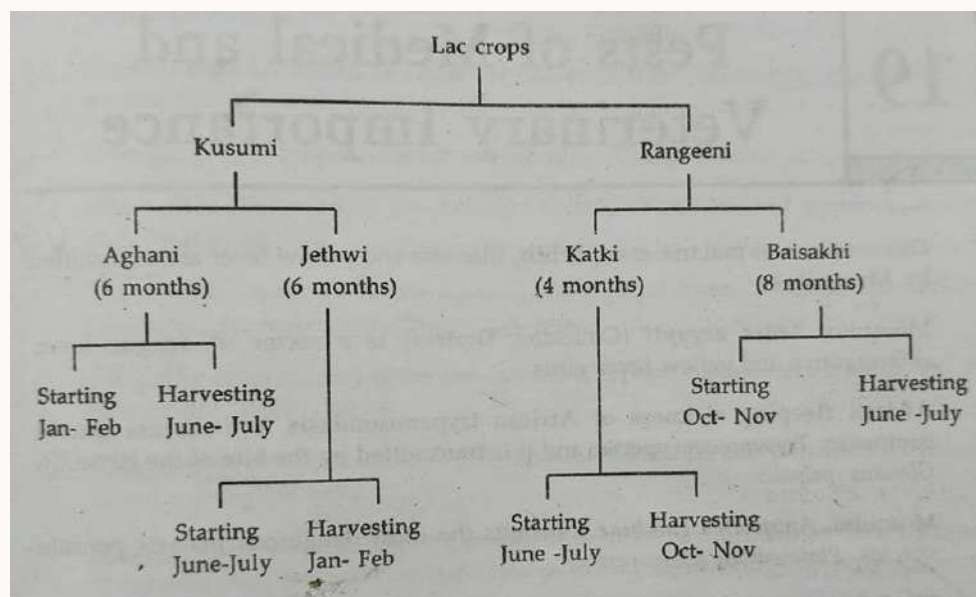 Lac crops
Kusumi
Rangeeni
Aghani
(6 months)
Jethwi
(6 months)
Katki
(4 months)
Baisakhi
(8 months)
Starting
Jan- Feb
Harvesting
June- July
Starting
Oct- Nov
Harvesting
June -July
Starting
June-July
Harvesting
Jan- Feb
Starting
June -July
Harvesting
Oct- Nov
19
Pests of Medical and
Veterinary Importance